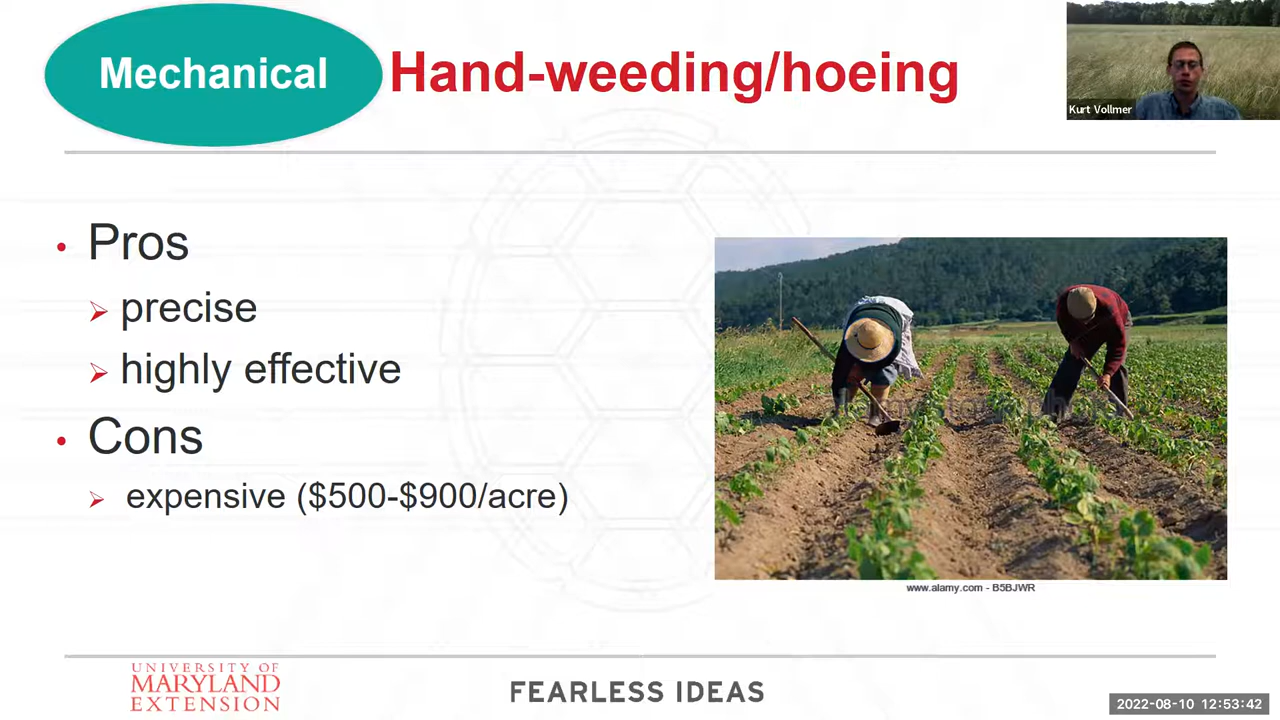 Mechanical
Hand-weeding/hoeing
Kurt Vollmer
• Pros
➢ precise
➢ highly effective
• Cons
➢ expensive ($500-$900/acre)
www.alamy.com - B5BJWR
UNIVERSITY OF
MARYLAND
EXTENSION
FEARLESS IDEAS
2022-08-10 12:53:42